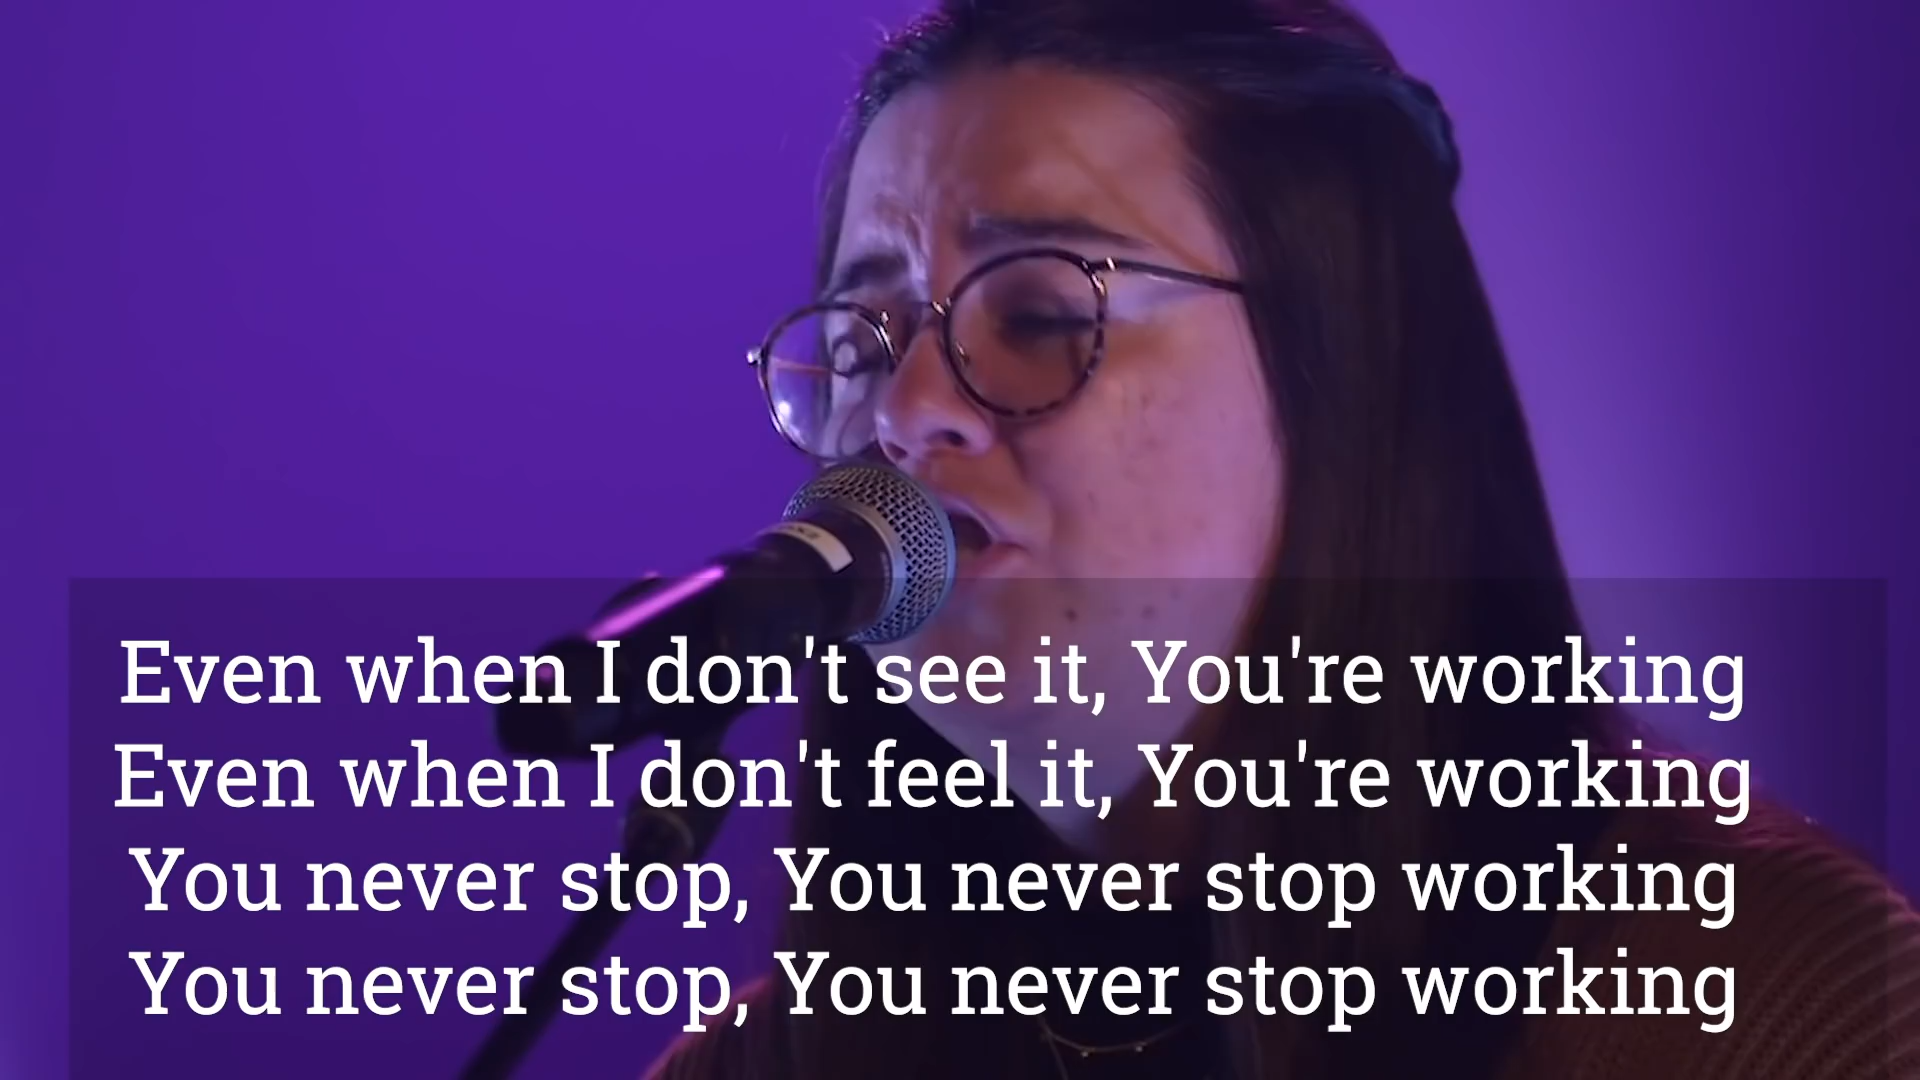 Even when I don't see it, You're working
Even when I don't feel it, You're working
You never stop, You never stop working
You never stop, You never stop working